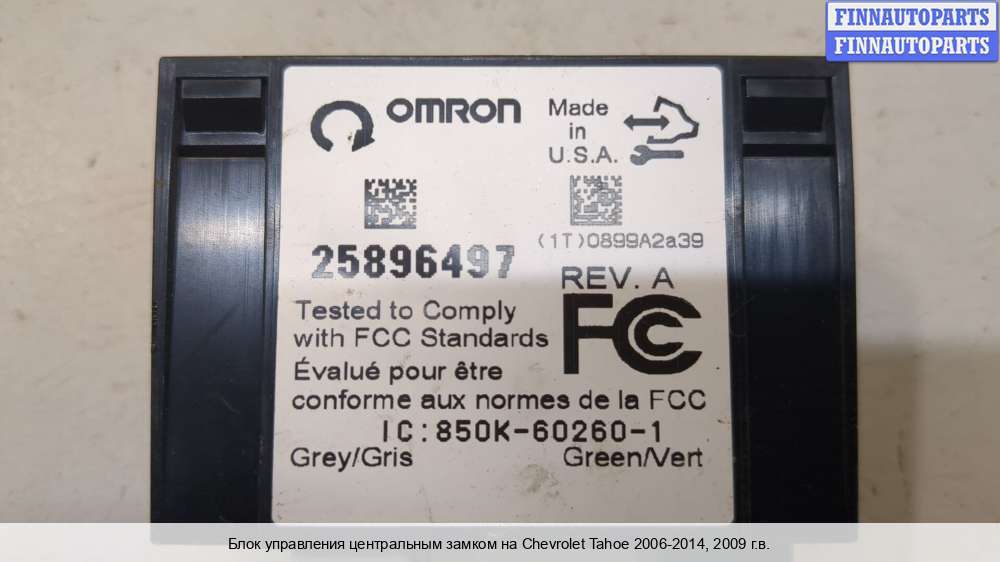 FINNAUTOPARTS
FINNAUTOPARTS
OMRON
Made
in
U.S.A.
(1T)0899A2a39
25896497
REV. A
FC
Tested to Comply
with FCC Standards
Évalué pour être
conforme aux normes de la FCC
IC:850K-60260-1
Grey/Gris Green/Vert
Блок управления центральным замком на Chevrolet Tahoe 2006-2014, 2009 г.в.